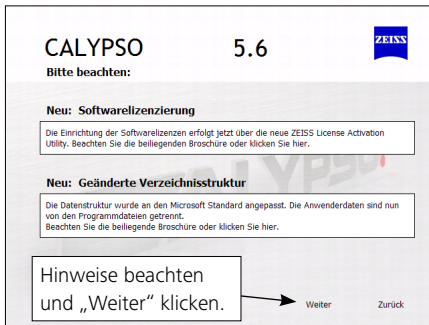 CALYPSO 5.6
ZEISS
Bitte beachten:
Neu: Softwarelizenzierung
Die Einrichtung der Softwarelizenzen erfolgt jetzt über die neue ZEISS License Activation
Utility. Beachten Sie die beiliegenden Broschüre oder klicken Sie hier.
Neu: Geänderte Verzeichnisstruktur
Die Datenstruktur wurde an den Microsoft Standard angepasst. Die Anwenderdaten sind nun
von den Programmdateien getrennt.
Beachten Sie die beiliegende Broschüre oder klicken Sie hier.
Hinweise beachten
und „Weiter“ klicken.
Weiter Zurück
CALYPSO